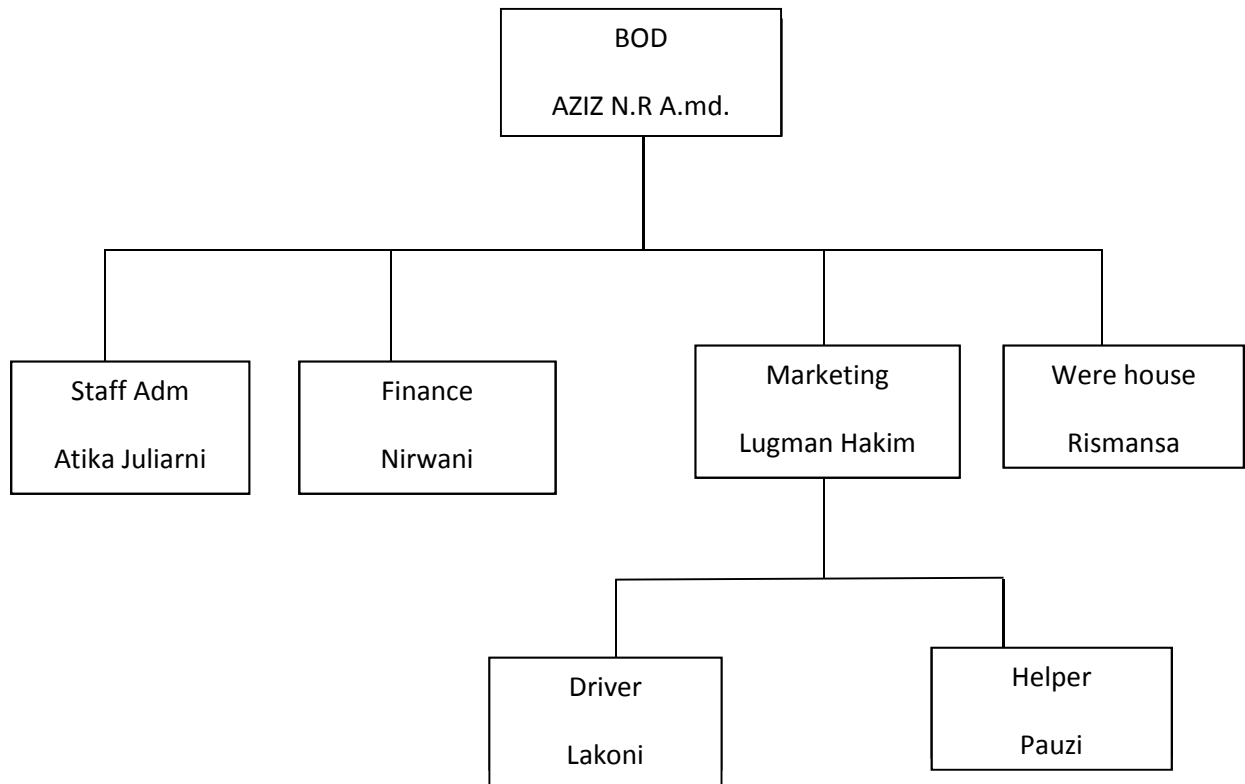 BOD
AZIZ N.R A.md.
Staff Adm
Atika Juliarni
Finance
Nirwani
Marketing
Lugman Hakim
Were house
Rismansa
Driver
Lakoni
Helper
Pauzi